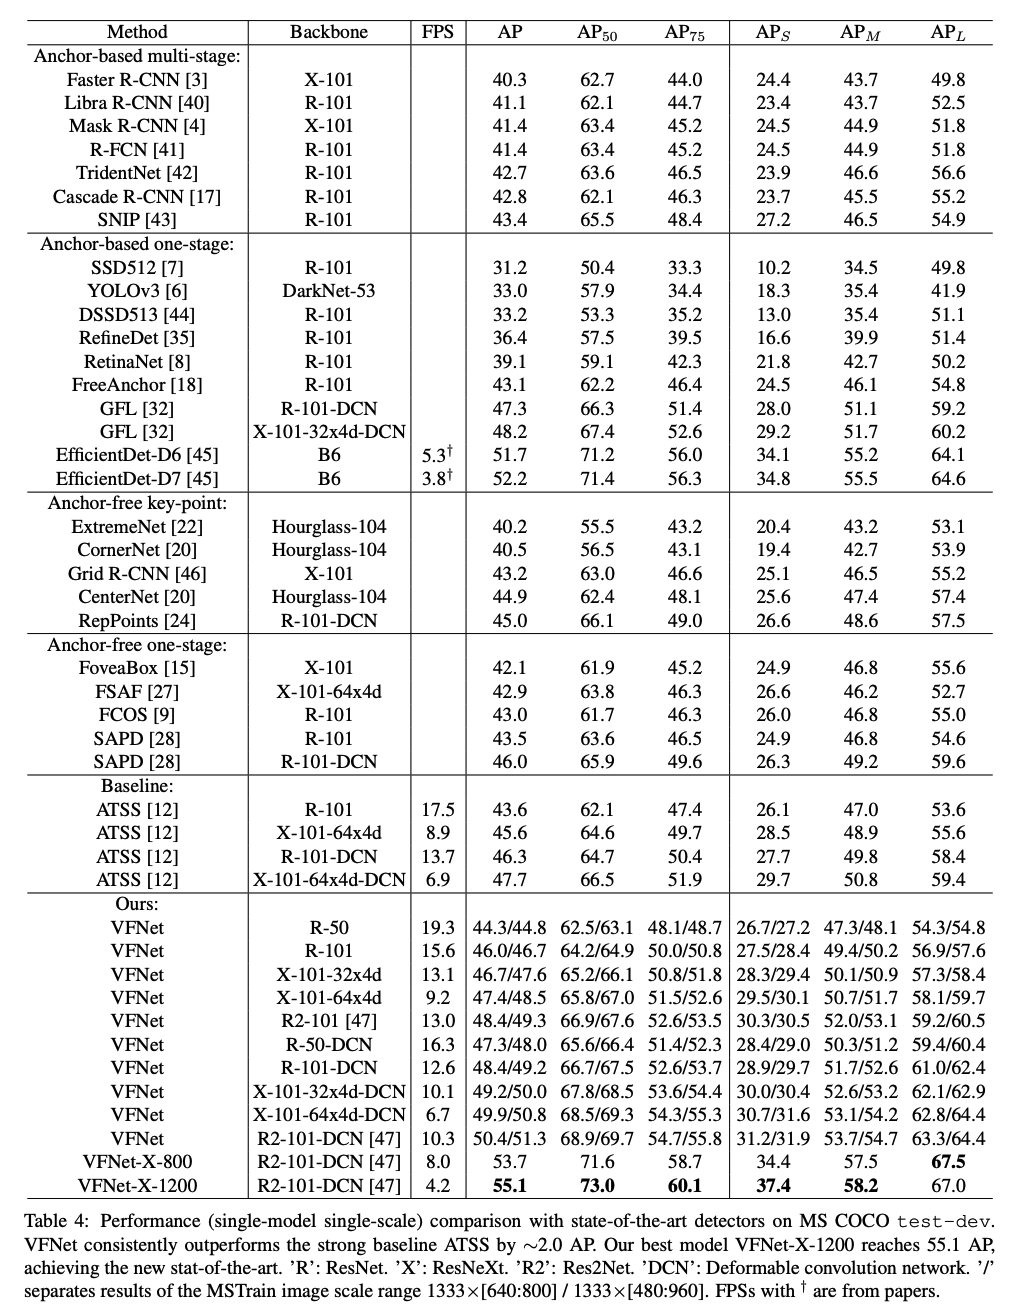 Method Backbone FPS AP AP50 AP75 APS APM APL
Anchor-based multi-stage:
Faster R-CNN [3] X-101 40.3 62.7 44.0 24.4 43.7 49.8
Libra R-CNN [40] R-101 41.1 62.1 44.7 23.4 43.7 52.5
Mask R-CNN [4] X-101 41.4 63.4 45.2 24.5 44.9 51.8
R-FCN [41] R-101 41.4 63.4 45.2 24.5 44.9 51.8
TridentNet [42] R-101 42.7 63.6 46.5 23.9 46.6 56.6
Cascade R-CNN [17] R-101 42.8 62.1 46.3 23.7 45.5 55.2
SNIP [43] R-101 43.4 65.5 48.4 27.2 46.5 54.9
Anchor-based one-stage:
SSD512 [7] R-101 31.2 50.4 33.3 10.2 34.5 49.8
YOLOv3 [6] DarkNet-53 33.0 57.9 34.4 18.3 35.4 41.9
DSSD513 [44] R-101 33.2 53.3 35.2 13.0 35.4 51.1
RefineDet [35] R-101 36.4 57.5 39.5 16.6 39.9 51.4
RetinaNet [8] R-101 39.1 59.1 42.3 21.8 42.7 50.2
FreeAnchor [18] R-101 43.1 62.2 46.4 24.5 46.1 54.8
GFL [32] R-101-DCN 47.3 66.3 51.4 28.0 51.1 59.2
GFL [32] X-101-32x4d-DCN 48.2 67.4 52.6 29.2 51.7 60.2
EfficientDet-D6 [45] B6 5.3† 51.7 71.2 56.0 34.1 55.2 64.1
EfficientDet-D7 [45] B6 3.8† 52.2 71.4 56.3 34.8 55.5 64.6
Anchor-free key-point:
ExtremeNet [22] Hourglass-104 40.2 55.5 43.2 20.4 43.2 53.1
CornerNet [20] Hourglass-104 40.5 56.5 43.1 19.4 42.7 53.9
Grid R-CNN [46] X-101 43.2 63.0 46.6 25.1 46.5 55.2
CenterNet [20] Hourglass-104 44.9 62.4 48.1 25.6 47.4 57.4
RepPoints [24] R-101-DCN 45.0 66.1 49.0 26.6 48.6 57.5
Anchor-free one-stage:
FoveaBox [15] X-101 42.1 61.9 45.2 24.9 46.8 55.6
FSAF [27] X-101-64x4d 42.9 63.8 46.3 26.6 46.2 52.7
FCOS [9] R-101 43.0 61.7 46.3 26.0 46.8 55.0
SAPD [28] R-101 43.5 63.6 46.5 24.9 46.8 54.6
SAPD [28] R-101-DCN 46.0 65.9 49.6 26.3 49.2 59.6
Baseline:
ATSS [12] R-101 17.5 43.6 62.1 47.4 26.1 47.0 53.6
ATSS [12] X-101-64x4d 8.9 45.6 64.6 49.7 28.5 48.9 55.6
ATSS [12] R-101-DCN 13.7 46.3 64.7 50.4 27.7 49.8 58.4
ATSS [12] X-101-64x4d-DCN 6.9 47.7 66.5 51.9 29.7 50.8 59.4
Ours:
VFNet R-50 19.3 44.3/44.8 62.5/63.1 48.1/48.7 26.7/27.2 47.3/48.1 54.3/54.8
VFNet R-101 15.6 46.0/46.7 64.2/64.9 50.0/50.8 27.5/28.4 49.4/50.2 56.9/57.6
VFNet X-101-32x4d 13.1 46.7/47.6 65.2/66.1 50.8/51.8 28.3/29.4 50.1/50.9 57.3/58.4
VFNet X-101-64x4d 9.2 47.4/48.5 65.8/67.0 51.5/52.6 29.5/30.1 50.7/51.7 58.1/59.7
VFNet R2-101 [47] 13.0 48.4/49.3 66.9/67.6 52.6/53.5 30.3/30.5 52.0/53.1 59.2/60.5
VFNet R-50-DCN 16.3 47.3/48.0 65.6/66.4 51.4/52.3 28.4/29.0 50.3/51.2 59.4/60.4
VFNet R-101-DCN 12.6 48.4/49.2 66.7/67.5 52.6/53.7 28.9/29.7 51.7/52.6 61.0/62.4
VFNet X-101-32x4d-DCN 10.1 49.2/50.0 67.8/68.5 53.6/54.4 30.0/30.4 52.6/53.2 62.1/62.9
VFNet X-101-64x4d-DCN 6.7 49.9/50.8 68.5/69.3 54.3/55.3 30.7/31.6 53.1/54.2 62.8/64.4
VFNet R2-101-DCN [47] 10.3 50.4/51.3 68.9/69.7 54.7/55.8 31.2/31.9 53.7/54.7 63.3/64.4
VFNet-X-800 R2-101-DCN [47] 8.0 53.7 71.6 58.7 34.4 57.5 67.5
VFNet-X-1200 R2-101-DCN [47] 4.2 55.1 73.0 60.1 37.4 58.2 67.0
Table 4: Performance (single-model single-scale) comparison with state-of-the-art detectors on MS COCO test-dev.
VFNet consistently outperforms the strong baseline ATSS by ∼2.0 AP. Our best model VFNet-X-1200 reaches 55.1 AP,
achieving the new stat-of-the-art. ’R’: ResNet. ’X’: ResNeXt. ’R2’: Res2Net. ’DCN’: Deformable convolution network. ’/’
separates results of the MSTrain image scale range 1333×[640:800] / 1333×[480:960]. FPSs with † are from papers.